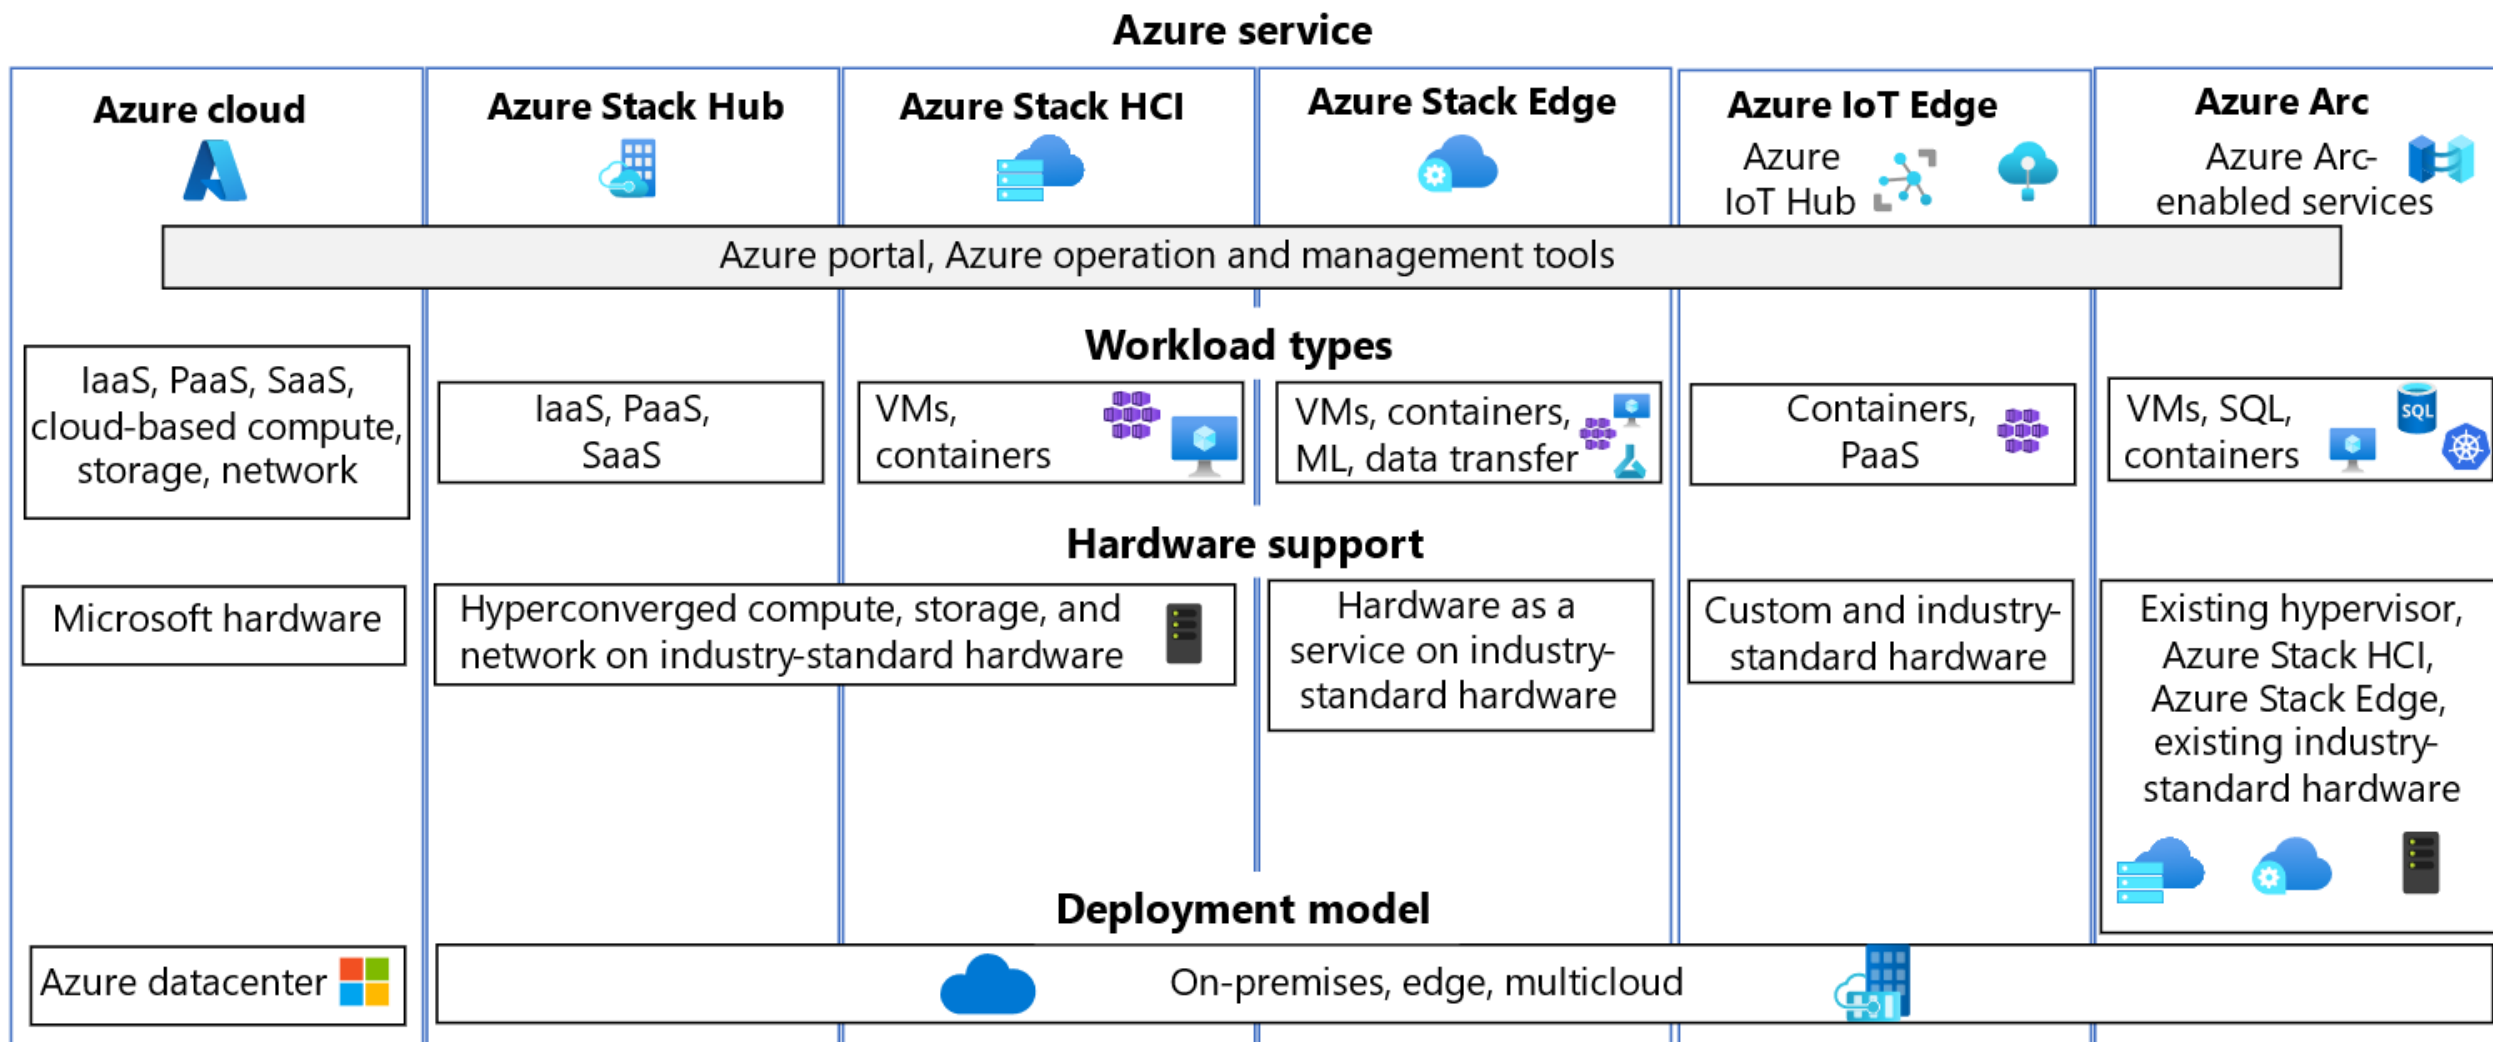 Azure service
Azure cloud
Azure Stack Hub
Azure Stack HCI
Azure Stack Edge
Azure IoT Edge
Azure
IoT Hub
Azure Arc
Azure Arc-
enabled services
Azure portal, Azure operation and management tools
Workload types
IaaS, PaaS, SaaS,
cloud-based compute,
storage, network
IaaS, PaaS,
SaaS
VMs,
containers
VMs, containers,
ML, data transfer
Containers,
PaaS
VMs, SQL,
containers
SQL
Hardware support
Microsoft hardware
Hyperconverged compute, storage, and
network on industry-standard hardware
Hardware as a
service on industry-
standard hardware
Custom and industry-
standard hardware
Existing hypervisor,
Azure Stack HCI,
Azure Stack Edge,
existing industry-
standard hardware
Deployment model
Azure datacenter
On-premises, edge, multicloud